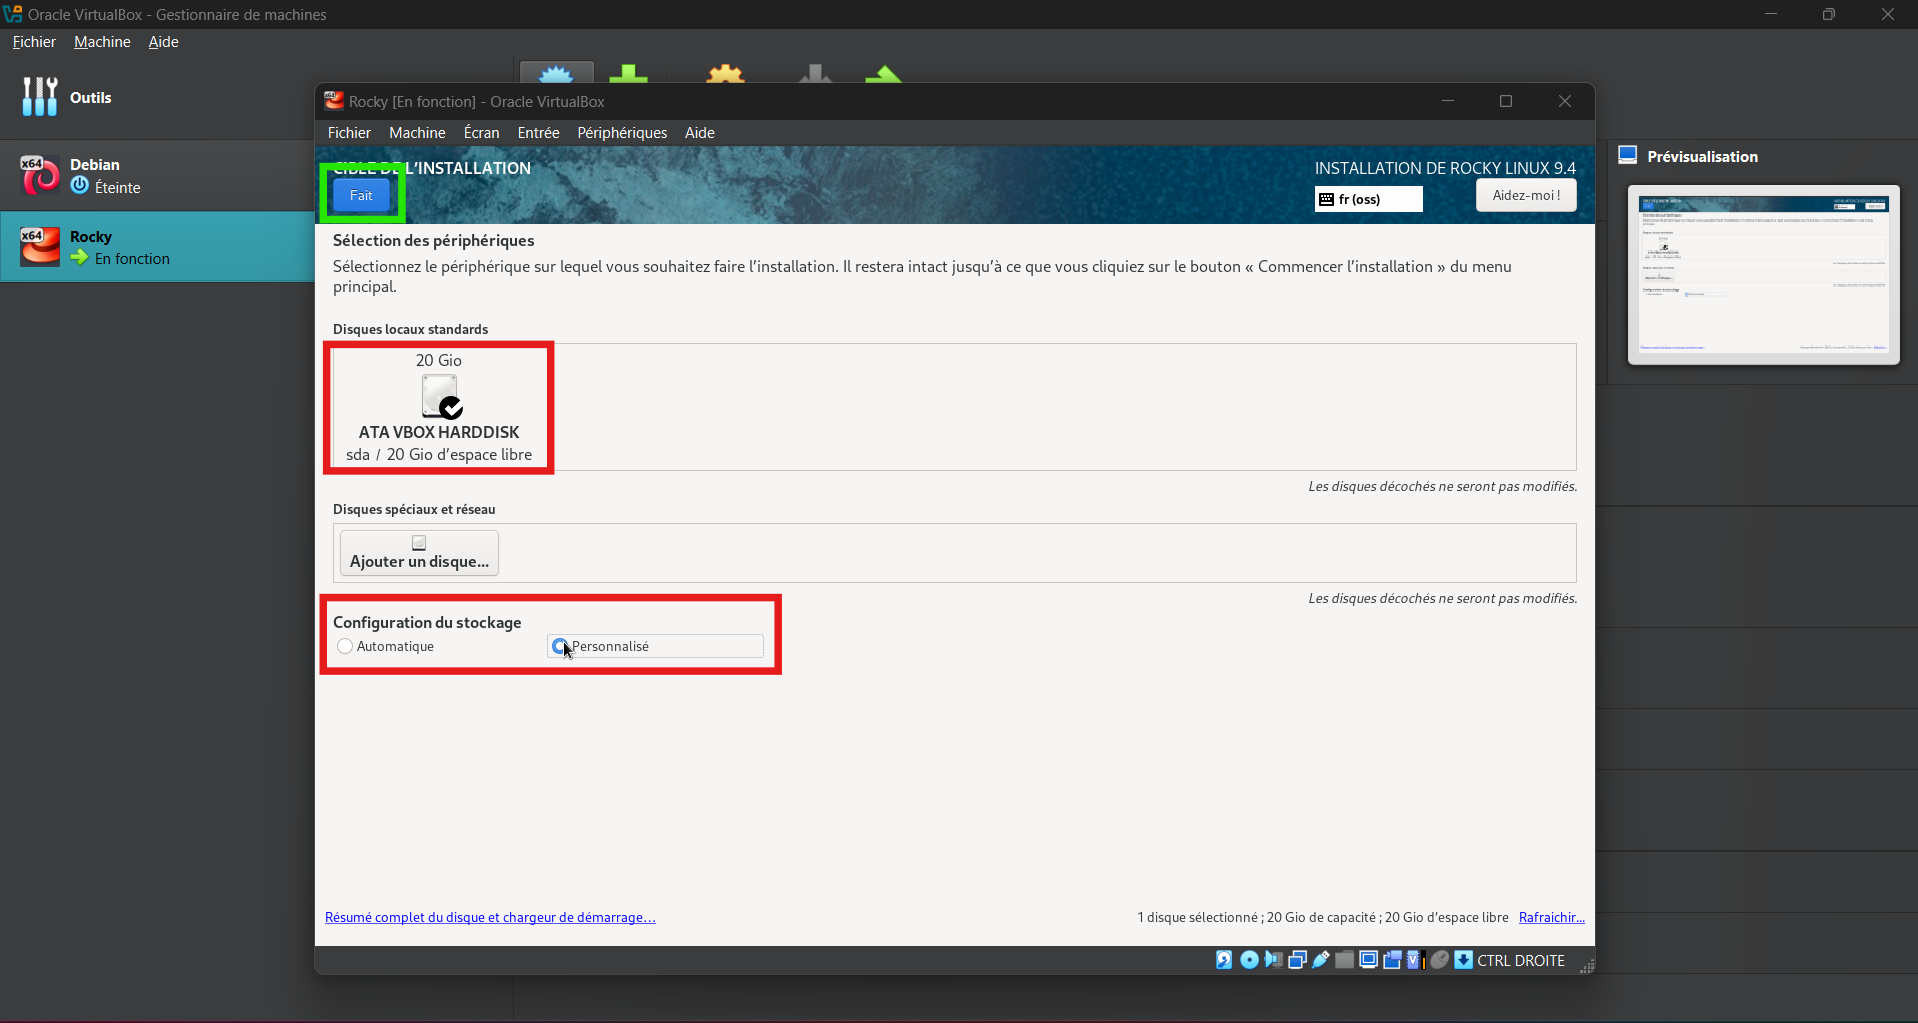 Oracle VirtualBox - Gestionnaire de machines
Fichier Machine Aide
Outils
x64 Debian
Éteinte
x64 Rocky
En fonction
Rocky [En fonction] - Oracle VirtualBox
Fichier Machine Écran Entrée Périphériques Aide
CIBLE DE L'INSTALLATION
Fait
INSTALLATION DE ROCKY LINUX 9.4
fr (oss)
Aidez-moi !
Prévisualisation
Sélection des périphériques
Sélectionnez le périphérique sur lequel vous souhaitez faire l'installation. Il restera intact jusqu'à ce que vous cliquiez sur le bouton « Commencer l'installation » du menu
principal.
Disques locaux standards
20 Gio
ATA VBOX HARDDISK
sda / 20 Gio d'espace libre
Les disques décochés ne seront pas modifiés.
Disques spéciaux et réseau
Ajouter un disque...
Les disques décochés ne seront pas modifiés.
Configuration du stockage
Automatique
Personnalisé
Résumé complet du disque et chargeur de démarrage...
1 disque sélectionné ; 20 Gio de capacité ; 20 Gio d'espace libre
Rafraichir...
CTRL DROITE